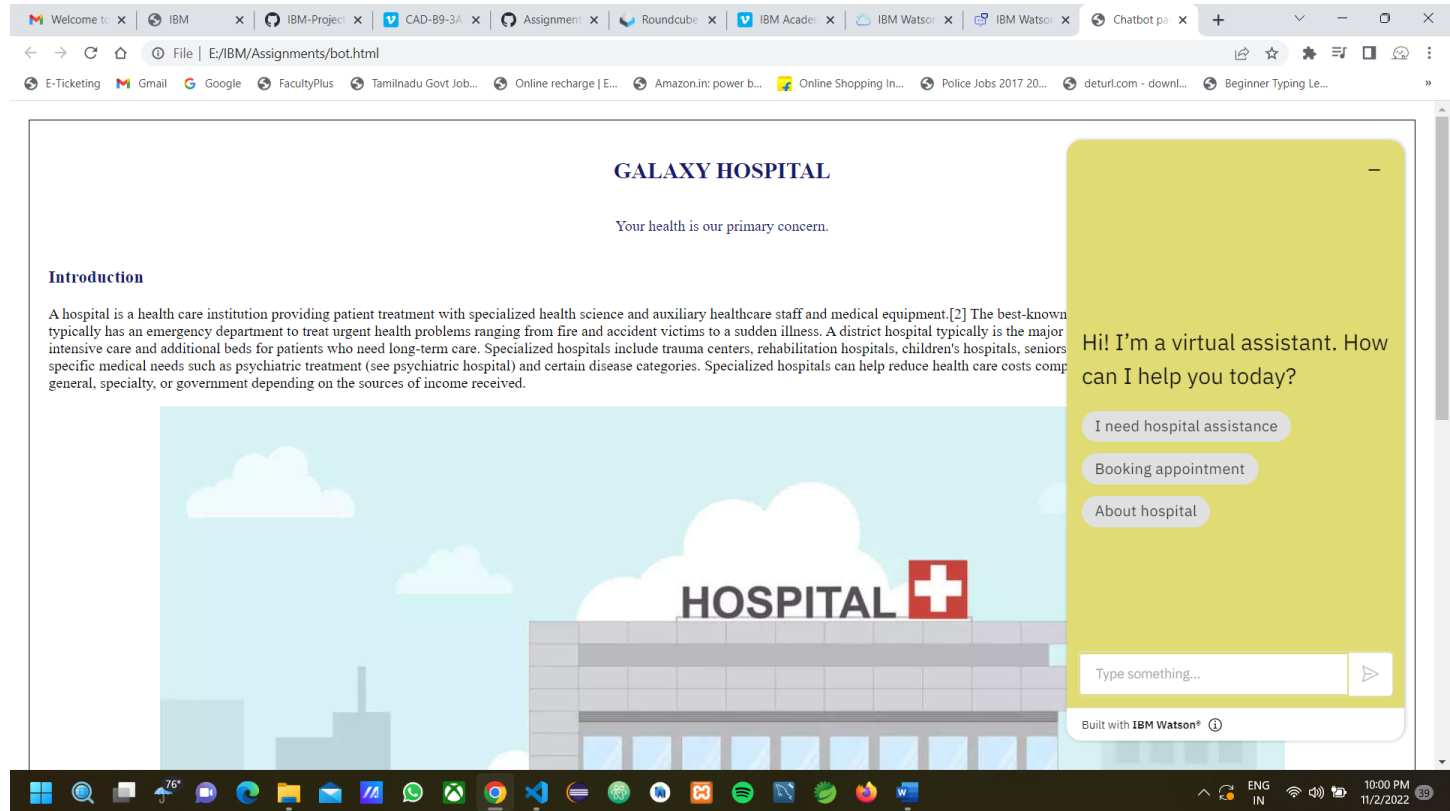 Welcome to
IBM
IBM-Project
CAD-B9-3A
Assignment
Roundcube
IBM Academ
IBM Watson
IBM Watson
Chatbot pa
File | E:/IBM/Assignments/bot.html
E-Ticketing
Gmail
Google
FacultyPlus
Tamilnadu Govt Job...
Online recharge | E...
Amazon.in: power b...
Online Shopping In...
Police Jobs 2017 20...
deturl.com - downl...
Beginner Typing Le...
»
GALAXY HOSPITAL
Your health is our primary concern.
Introduction
A hospital is a health care institution providing patient treatment with specialized health science and auxiliary healthcare staff and medical equipment.[2] The best-known
typically has an emergency department to treat urgent health problems ranging from fire and accident victims to a sudden illness. A district hospital typically is the major
intensive care and additional beds for patients who need long-term care. Specialized hospitals include trauma centers, rehabilitation hospitals, children's hospitals, seniors
specific medical needs such as psychiatric treatment (see psychiatric hospital) and certain disease categories. Specialized hospitals can help reduce health care costs comp
general, specialty, or government depending on the sources of income received.
HOSPITAL
Hi! I’m a virtual assistant. How
can I help you today?
I need hospital assistance
Booking appointment
About hospital
Type something...
Built with IBM Watson®
76°
ENG
IN
10:00 PM
11/2/2022
39